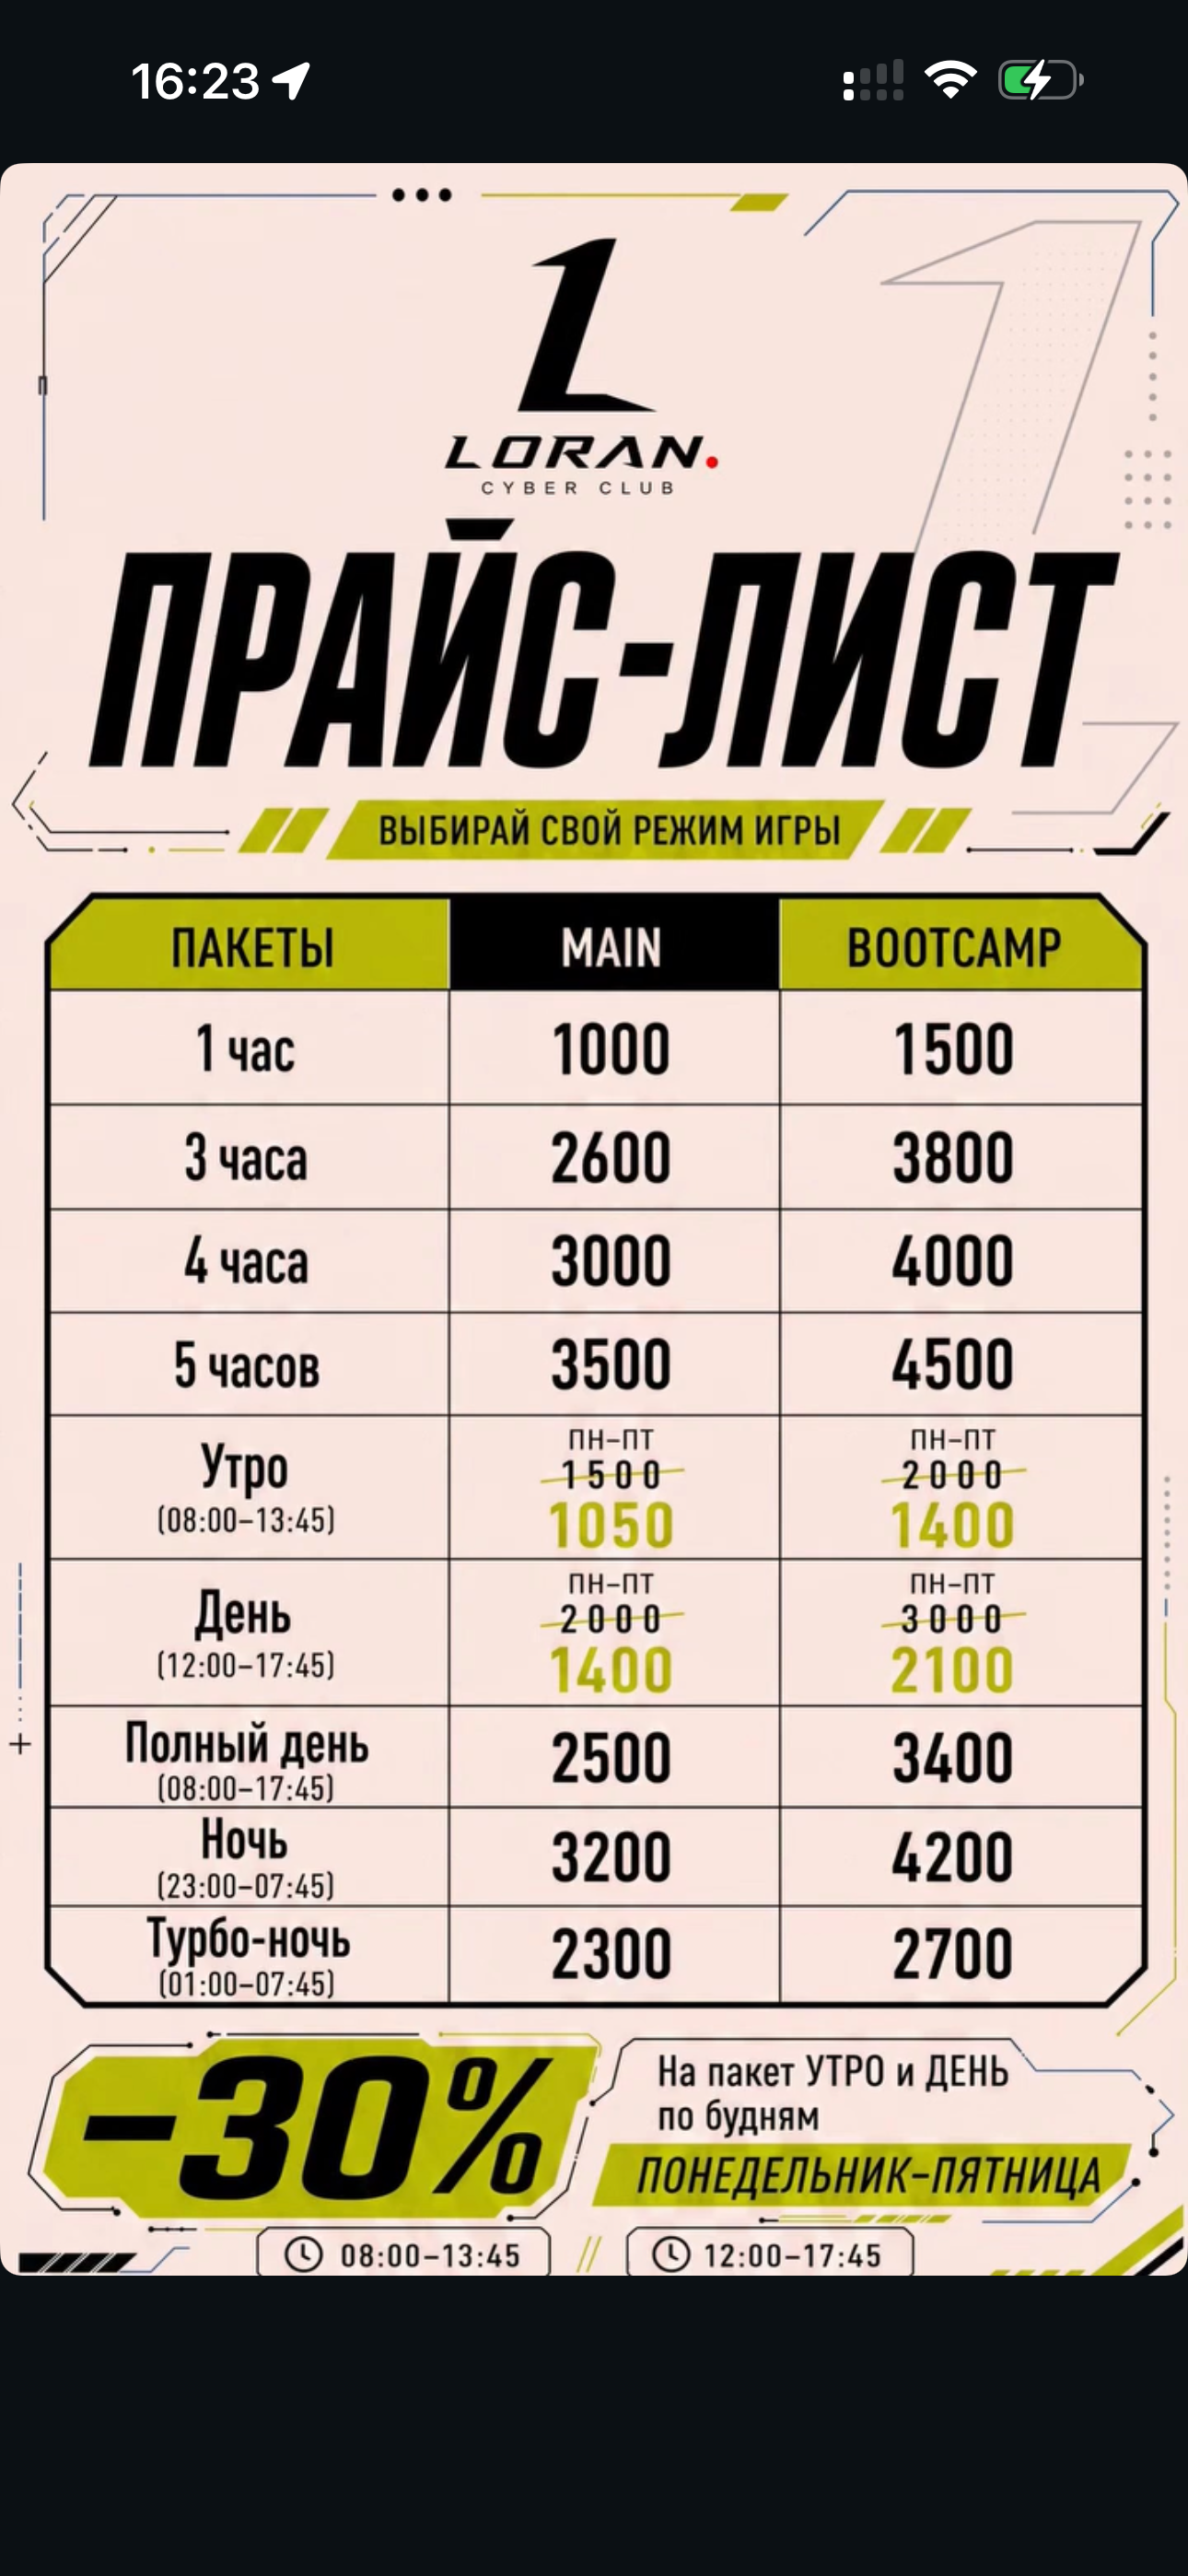 16:23
LORAN.
CYBER CLUB
ПРАЙС-ЛИСТ
ВЫБИРАЙ СВОЙ РЕЖИМ ИГРЫ
ПАКЕТЫ MAIN BOOTCAMP
1 час 1000 1500
3 часа 2600 3800
4 часа 3000 4000
5 часов 3500 4500
Утро
(08:00–13:45)
ПН–ПТ
1500
1050
ПН–ПТ
2000
1400
День
(12:00–17:45)
ПН–ПТ
2000
1400
ПН–ПТ
3000
2100
Полный день
(08:00–17:45)
2500 3400
Ночь
(23:00–07:45)
3200 4200
Турбо-ночь
(01:00–07:45)
2300 2700
–30%
На пакет УТРО и ДЕНЬ
по будням
ПОНЕДЕЛЬНИК–ПЯТНИЦА
08:00–13:45 // 12:00–17:45